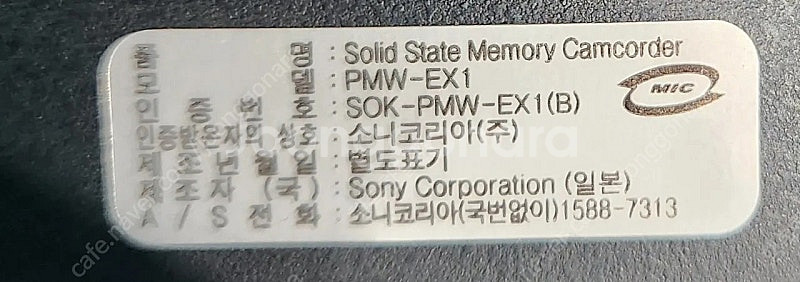 품 명 : Solid State Memory Camcorder
모 델 : PMW-EX1
인 증 번 호 : SOK-PMW-EX1(B)
인증받은자의 상호 : 소니코리아(주)
제 조 년 월 일 : 별도표기
제 조 자 ( 국 ) : Sony Corporation (일본)
A / S 전 화 : 소니코리아(국번없이)1588-7313
MIC